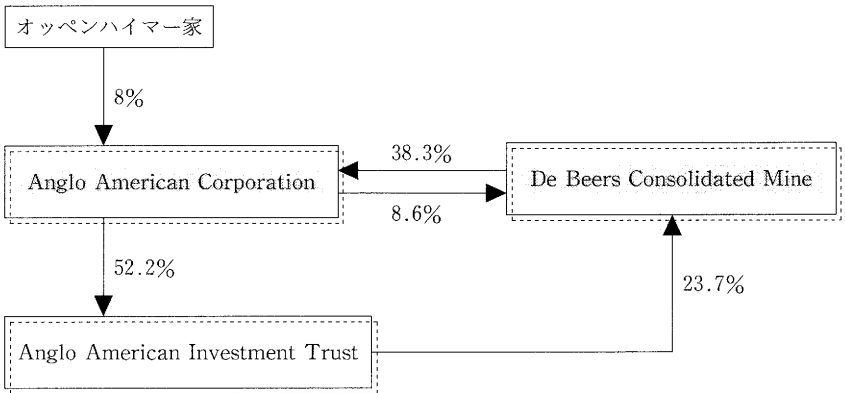 オッペンハイマー家
8%
38.3%
Anglo American Corporation
De Beers Consolidated Mine
8.6%
52.2%
23.7%
Anglo American Investment Trust